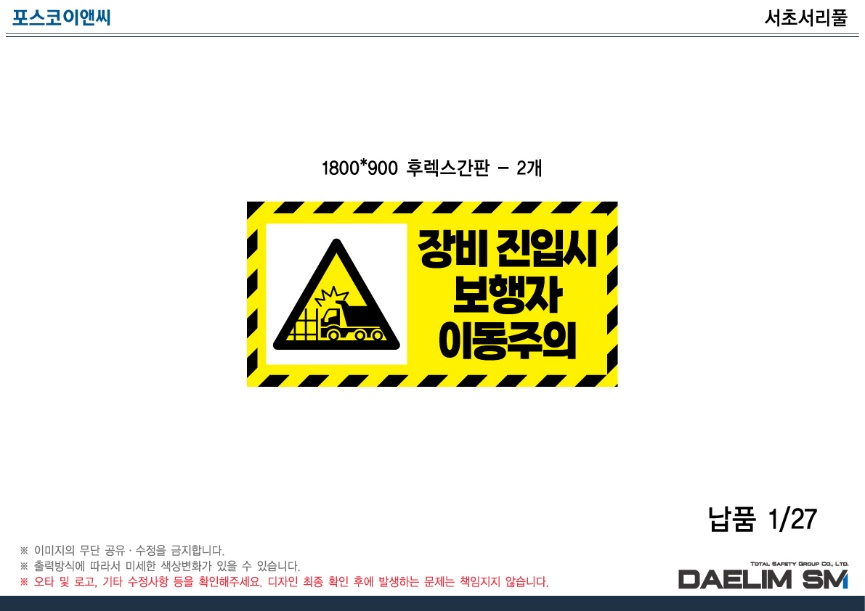 포스코이앤씨
서초서리풀
1800*900 후렉스간판 - 2개
장비 진입시
보행자
이동주의
납품 1/27
※ 이미지의 무단 공유·수정을 금지합니다.
※ 출력방식에 따라서 미세한 색상변화가 있을 수 있습니다.
※ 오타 및 로고, 기타 수정사항 등을 확인해주세요. 디자인 최종 확인 후에 발생하는 문제는 책임지지 않습니다.
TOTAL SAFETY GROUP CO., LTD.
DAELIM SM